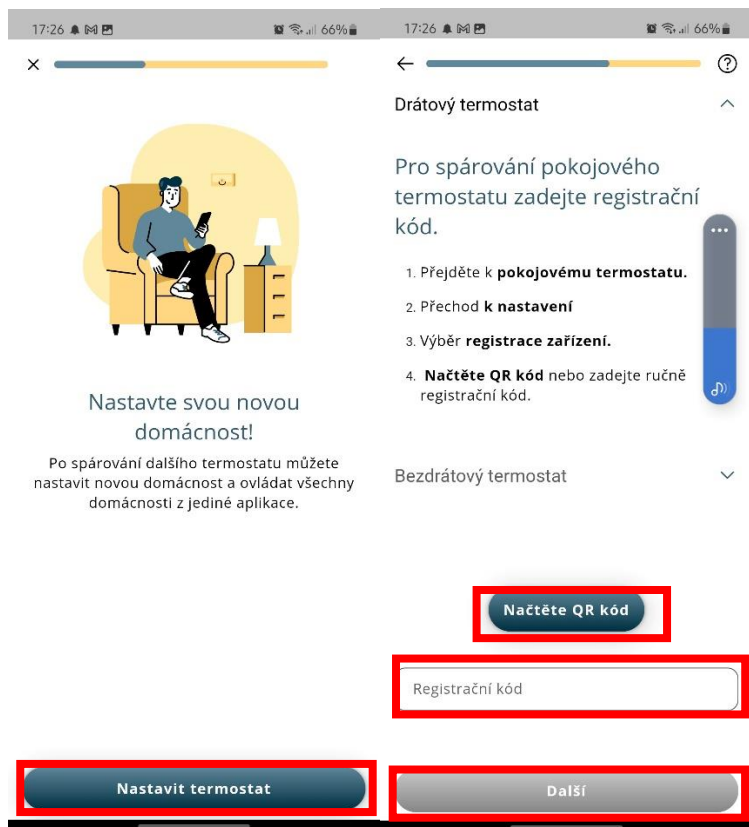 17:26
66%
Nastavte svou novou
domácnost!
Po spárování dalšího termostatu můžete
nastavit novou domácnost a ovládat všechny
domácnosti z jediné aplikace.
Nastavit termostat
17:26
66%
Drátový termostat
Pro spárování pokojového
termostatu zadejte registrační
kód.
1. Přejděte k pokojovému termostatu.
2. Přechod k nastavení
3. Výběr registrace zařízení.
4. Načtěte QR kód nebo zadejte ručně
registrační kód.
Bezdrátový termostat
Načtěte QR kód
Registrační kód
Další